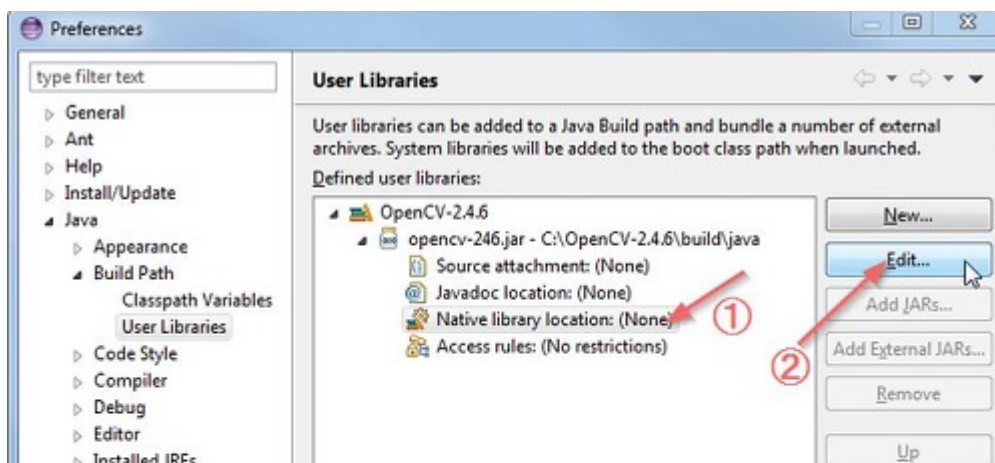 Preferences
type filter text
General
Ant
Help
Install/Update
Java
Appearance
Build Path
Classpath Variables
User Libraries
Code Style
Compiler
Debug
Editor
Installed JREs
User Libraries
User libraries can be added to a Java Build path and bundle a number of external
archives. System libraries will be added to the boot class path when launched.
Defined user libraries:
OpenCV-2.4.6
opencv-246.jar - C:\OpenCV-2.4.6\build\java
Source attachment: (None)
Javadoc location: (None)
Native library location: (None)
Access rules: (No restrictions)
①
②
New...
Edit...
Add JARs...
Add External JARs...
Remove
Up